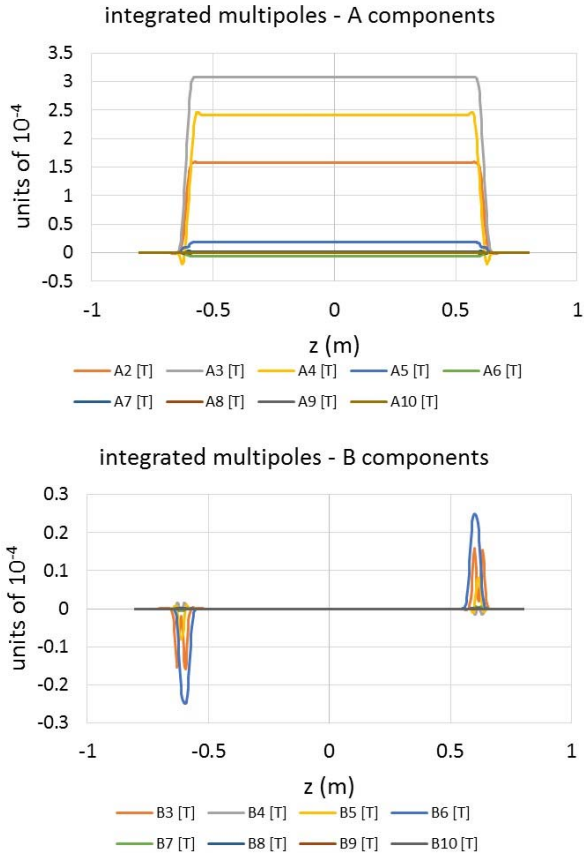 integrated multipoles - A components
3.5
3
2.5
2
1.5
1
0.5
0
-0.5
units of 10⁻⁴
-1 -0.5 0 0.5 1
z (m)
A2 [T] A3 [T] A4 [T] A5 [T] A6 [T]
A7 [T] A8 [T] A9 [T] A10 [T]
integrated multipoles - B components
0.3
0.2
0.1
0
-0.1
-0.2
-0.3
units of 10⁻⁴
-1 -0.5 0 0.5 1
z (m)
B3 [T] B4 [T] B5 [T] B6 [T]
B7 [T] B8 [T] B9 [T] B10 [T]